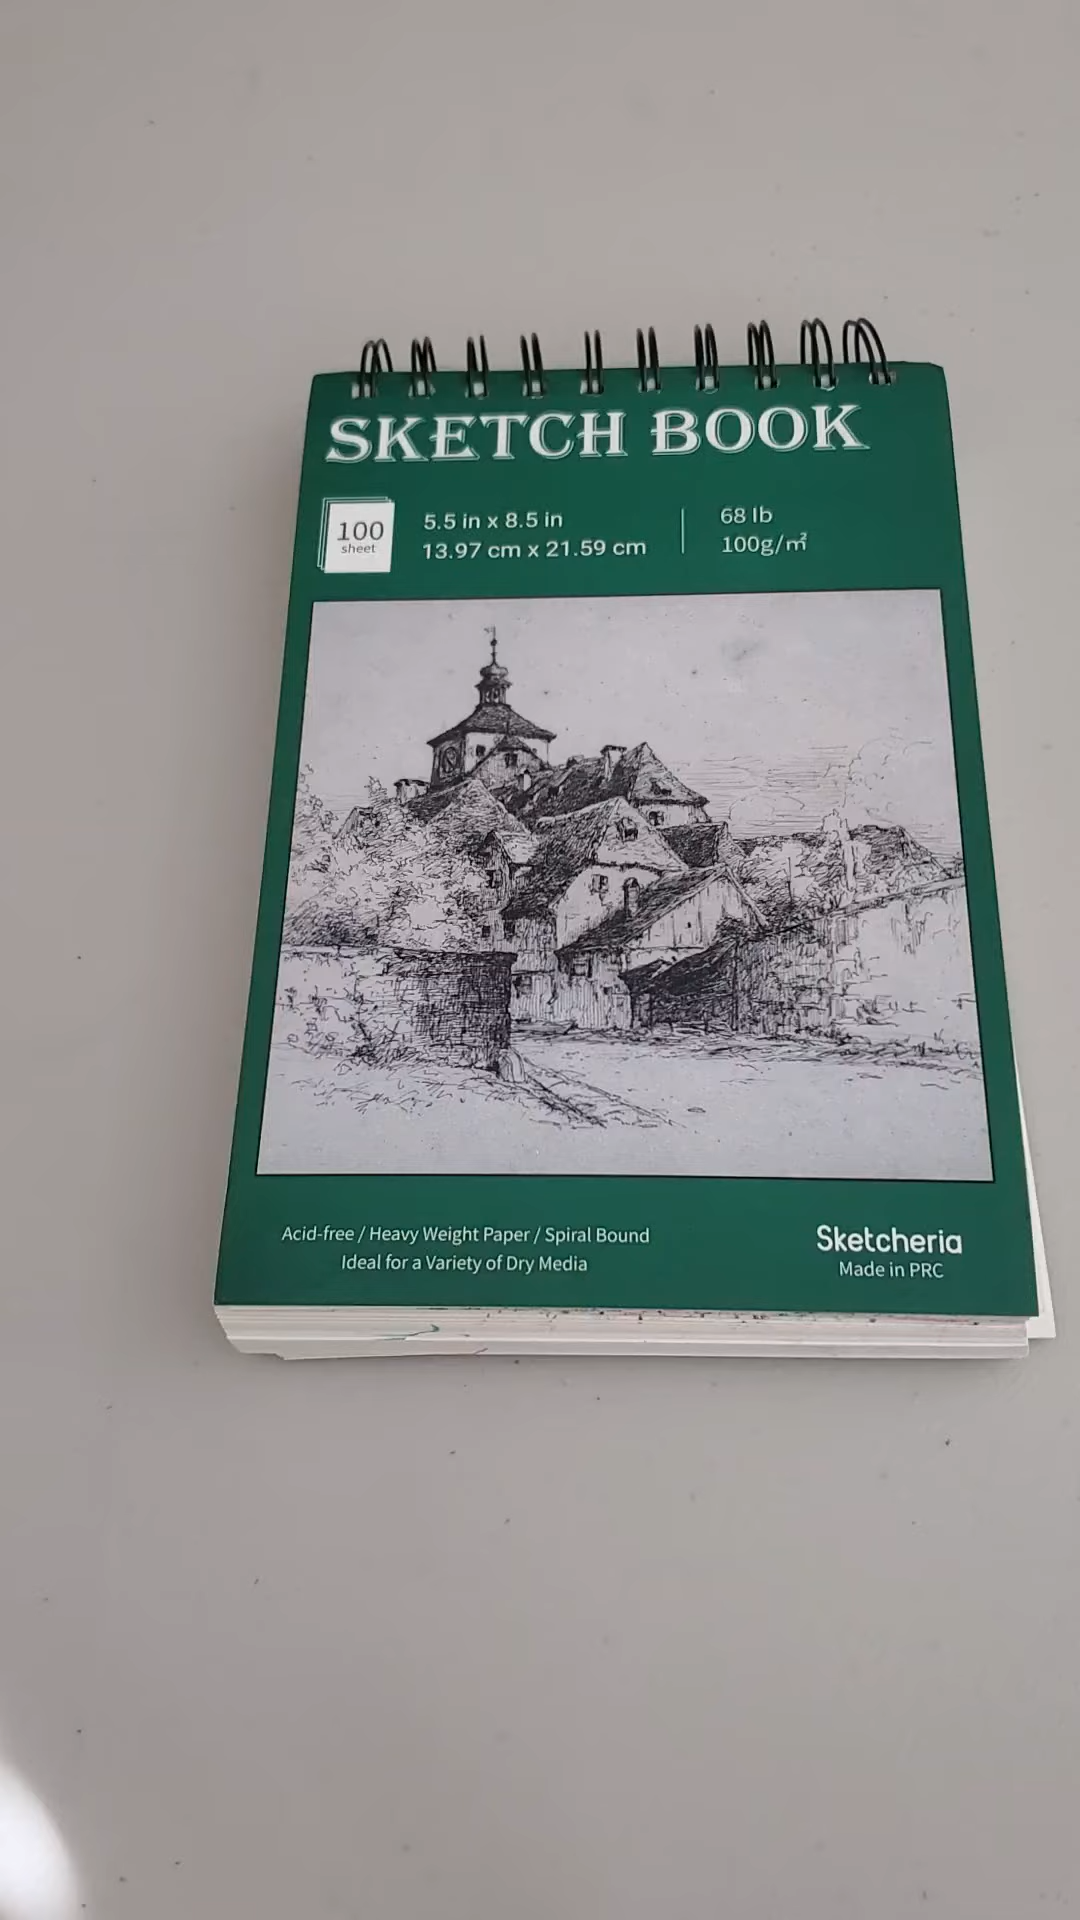 SKETCH BOOK
100
sheet
5.5 in x 8.5 in
13.97 cm x 21.59 cm
68 lb
100g/㎡
Acid-free / Heavy Weight Paper / Spiral Bound
Ideal for a Variety of Dry Media
Sketcheria
Made in PRC